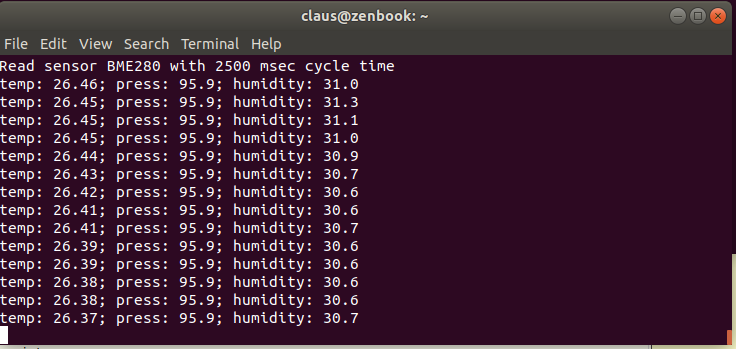 claus@zenbook: ~
File Edit View Search Terminal Help
Read sensor BME280 with 2500 msec cycle time
temp: 26.46; press: 95.9; humidity: 31.0
temp: 26.45; press: 95.9; humidity: 31.3
temp: 26.45; press: 95.9; humidity: 31.1
temp: 26.45; press: 95.9; humidity: 31.0
temp: 26.44; press: 95.9; humidity: 30.9
temp: 26.43; press: 95.9; humidity: 30.7
temp: 26.42; press: 95.9; humidity: 30.6
temp: 26.41; press: 95.9; humidity: 30.6
temp: 26.41; press: 95.9; humidity: 30.7
temp: 26.39; press: 95.9; humidity: 30.6
temp: 26.39; press: 95.9; humidity: 30.6
temp: 26.38; press: 95.9; humidity: 30.6
temp: 26.38; press: 95.9; humidity: 30.6
temp: 26.37; press: 95.9; humidity: 30.7